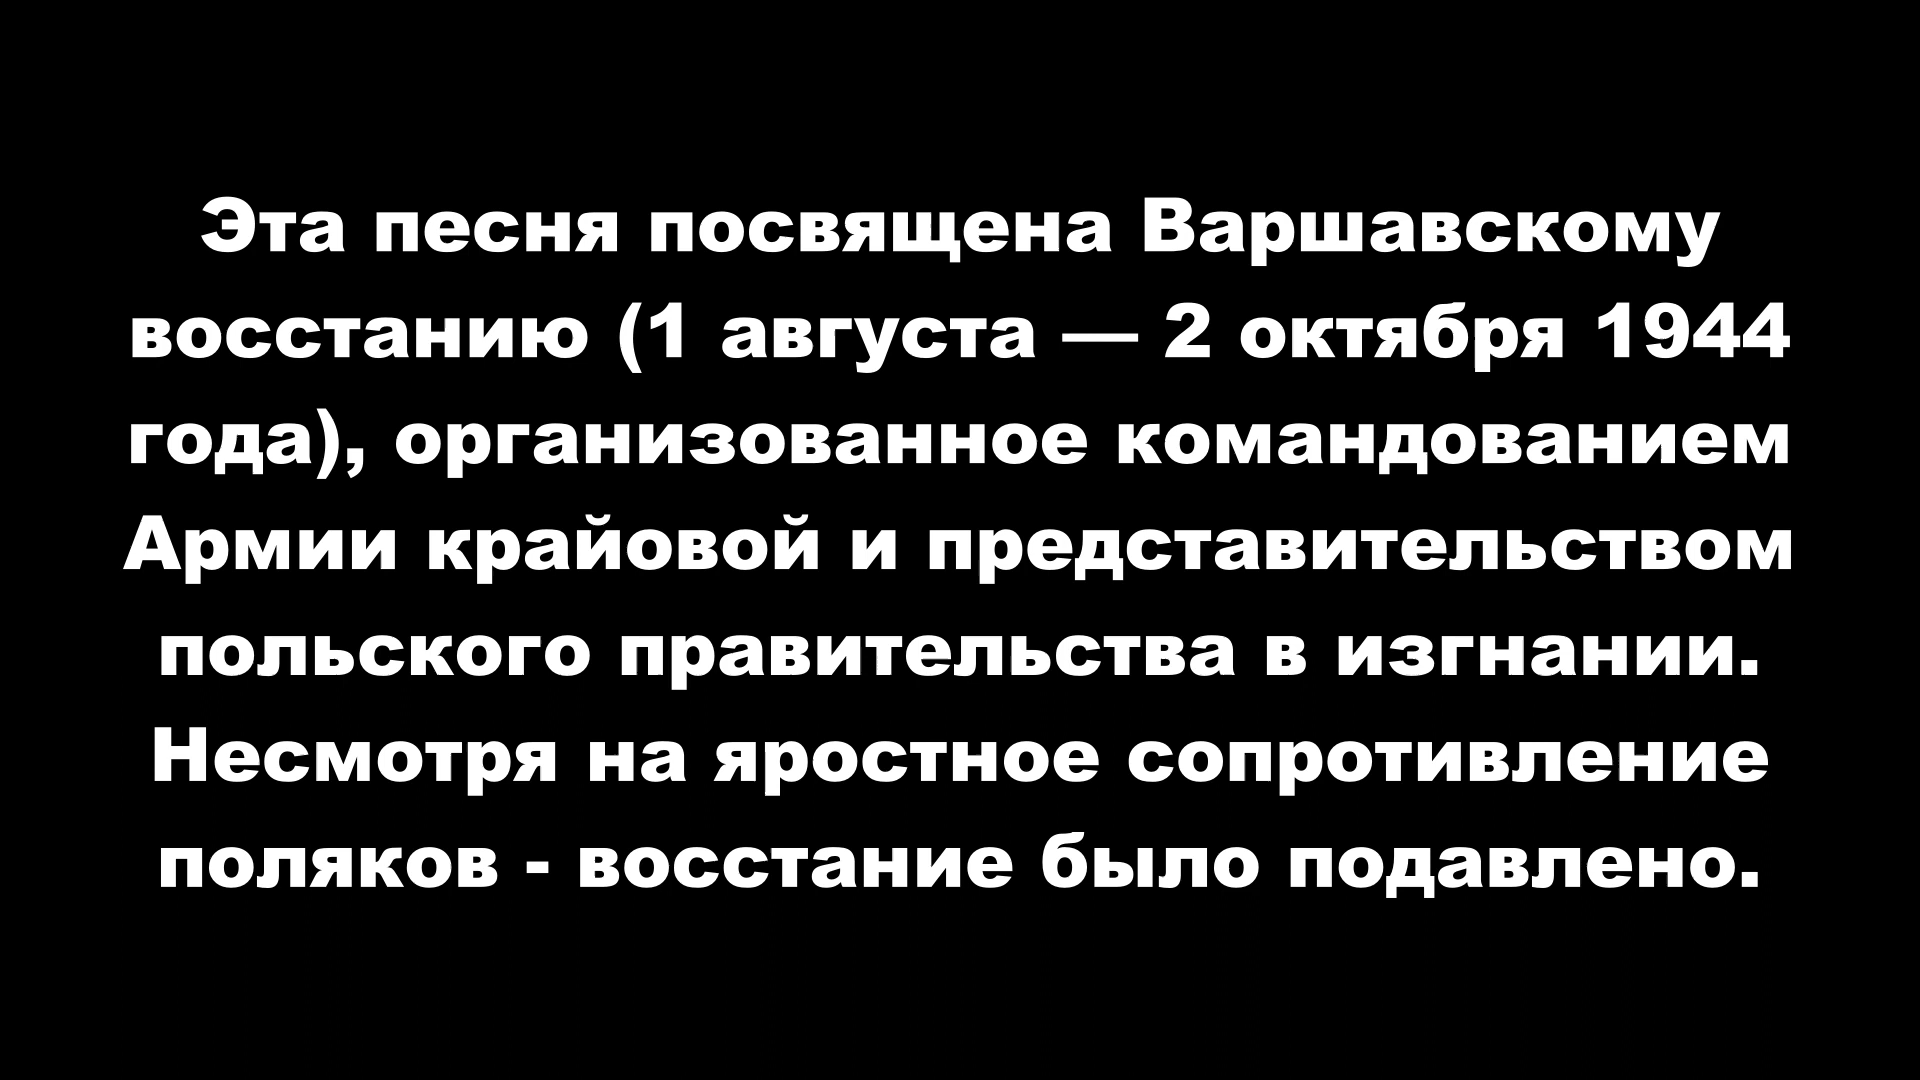 Эта песня посвящена Варшавскому
восстанию (1 августа — 2 октября 1944
года), организованное командованием
Армии крайовой и представительством
польского правительства в изгнании.
Несмотря на яростное сопротивление
поляков - восстание было подавлено.